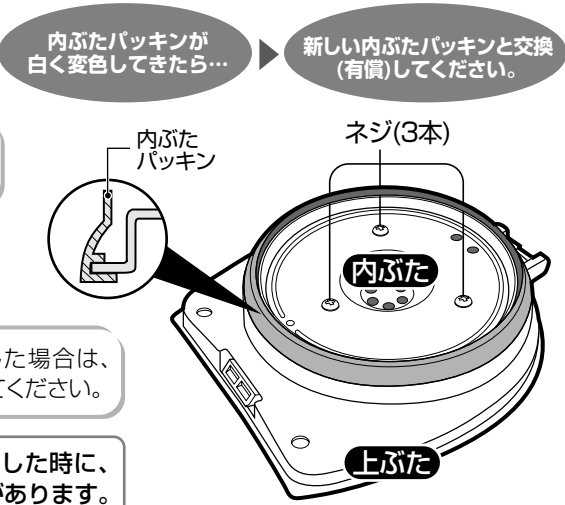 内ぶたパッキンが
白く変色してきたら…
新しい内ぶたパッキンと交換
(有償)してください。
内ぶた
パッキン
ネジ(3本)
内ぶた
た場合は、
てください。
上ぶた
した時に、
があります。